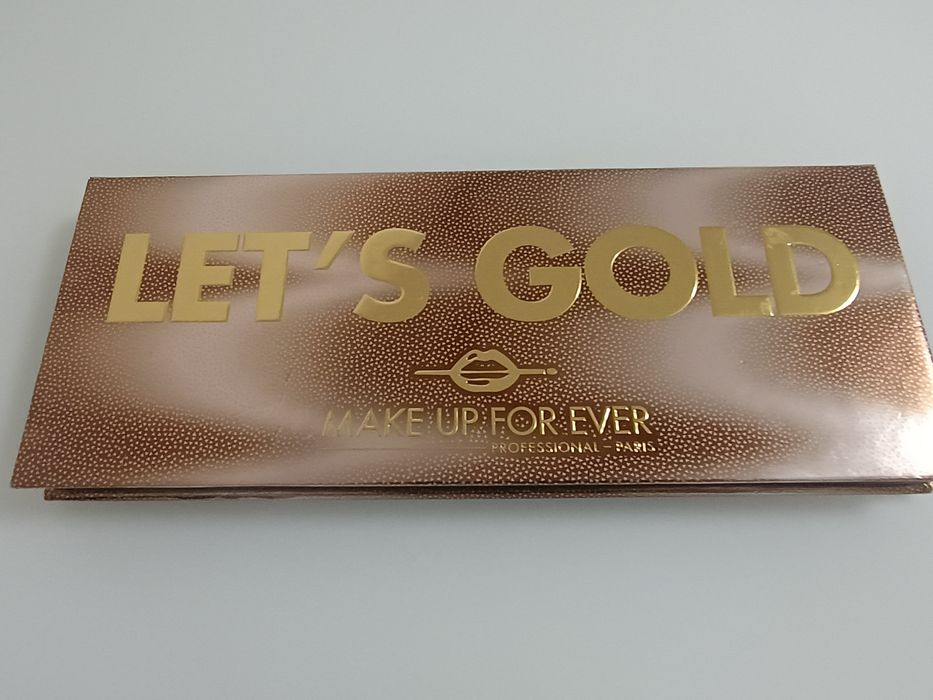 LET'S GOLD
MAKE UP FOR EVER
PROFESSIONAL – PARIS